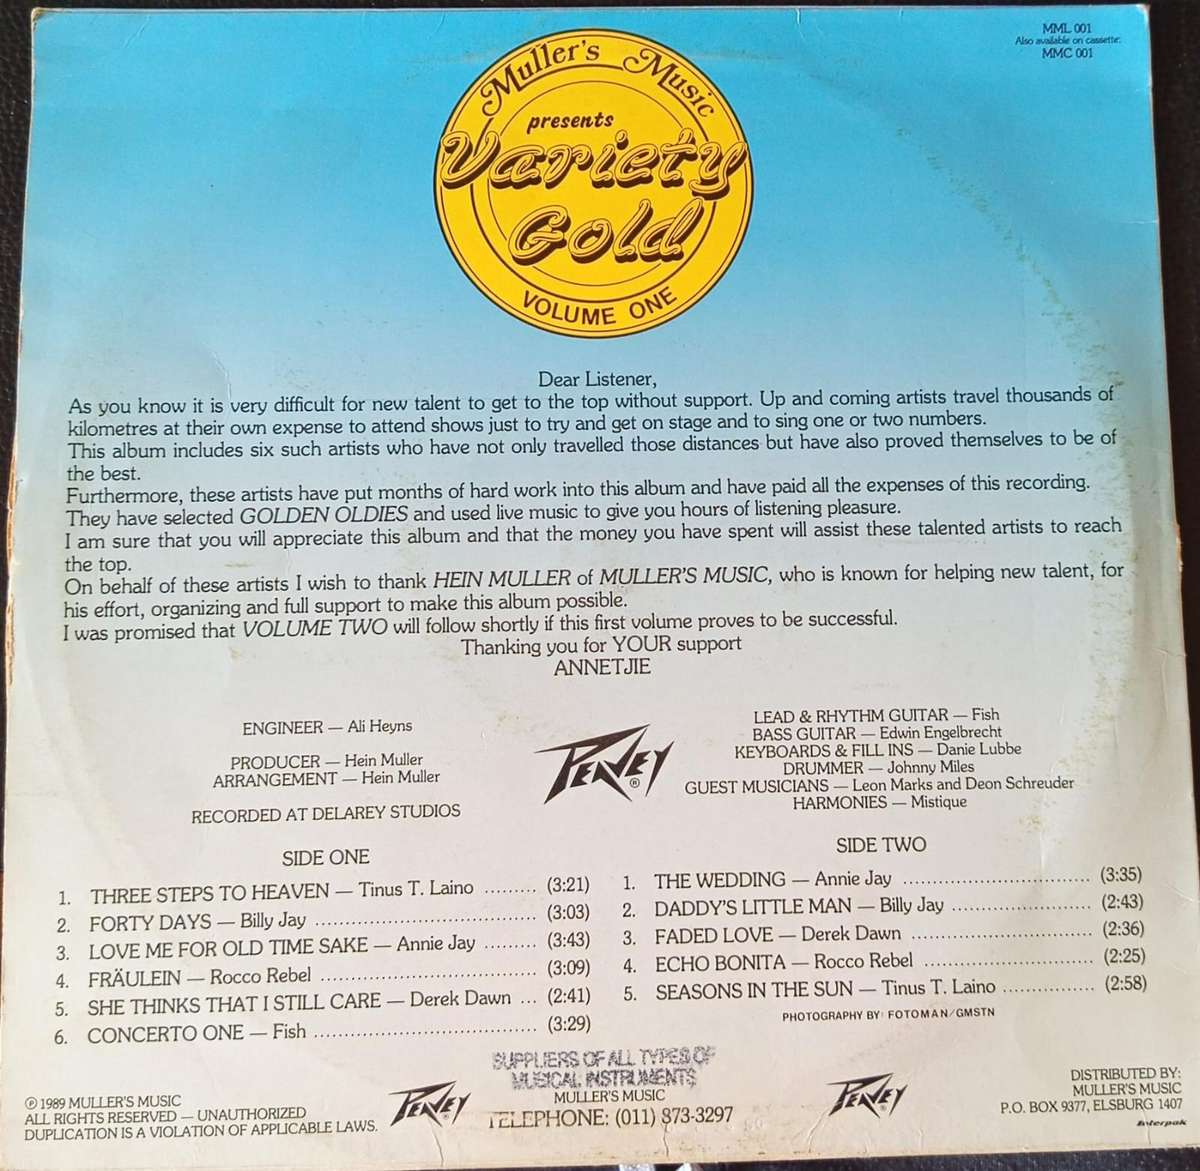 MML 001
Also available on cassette:
MMC 001
Muller's Music
presents
Variety
Gold
VOLUME ONE
Dear Listener,
As you know it is very difficult for new talent to get to the top without support. Up and coming artists travel thousands of
kilometres at their own expense to attend shows just to try and get on stage and to sing one or two numbers.
This album includes six such artists who have not only travelled those distances but have also proved themselves to be of
the best.
Furthermore, these artists have put months of hard work into this album and have paid all the expenses of this recording.
They have selected GOLDEN OLDIES and used live music to give you hours of listening pleasure.
I am sure that you will appreciate this album and that the money you have spent will assist these talented artists to reach
the top.
On behalf of these artists I wish to thank HEIN MULLER of MULLER'S MUSIC, who is known for helping new talent, for
his effort, organizing and full support to make this album possible.
I was promised that VOLUME TWO will follow shortly if this first volume proves to be successful.
Thanking you for YOUR support
ANNETJIE
ENGINEER — Ali Heyns
PRODUCER — Hein Muller
ARRANGEMENT — Hein Muller
RECORDED AT DELAREY STUDIOS
PEAVEY ®
LEAD & RHYTHM GUITAR — Fish
BASS GUITAR — Edwin Engelbrecht
KEYBOARDS & FILL INS — Danie Lubbe
DRUMMER — Johnny Miles
GUEST MUSICIANS — Leon Marks and Deon Schreuder
HARMONIES — Mistique
SIDE ONE
1. THREE STEPS TO HEAVEN — Tinus T. Laino ......... (3:21)
2. FORTY DAYS — Billy Jay ..................................... (3:03)
3. LOVE ME FOR OLD TIME SAKE — Annie Jay ......... (3:43)
4. FRÄULEIN — Rocco Rebel .................................... (3:09)
5. SHE THINKS THAT I STILL CARE — Derek Dawn ... (2:41)
6. CONCERTO ONE — Fish ..................................... (3:29)
SIDE TWO
1. THE WEDDING — Annie Jay ............................... (3:35)
2. DADDY'S LITTLE MAN — Billy Jay ....................... (2:43)
3. FADED LOVE — Derek Dawn .............................. (2:36)
4. ECHO BONITA — Rocco Rebel ............................ (2:25)
5. SEASONS IN THE SUN — Tinus T. Laino ................ (2:58)
PHOTOGRAPHY BY: FOTOMAN/GMSTN
SUPPLIERS OF ALL TYPES OF
MUSICAL INSTRUMENTS
MULLER'S MUSIC
TELEPHONE: (011) 873-3297
℗ 1989 MULLER'S MUSIC
ALL RIGHTS RESERVED — UNAUTHORIZED
DUPLICATION IS A VIOLATION OF APPLICABLE LAWS.
PEAVEY ®
PEAVEY ®
DISTRIBUTED BY:
MULLER'S MUSIC
P.O. BOX 9377, ELSBURG 1407
Interpak